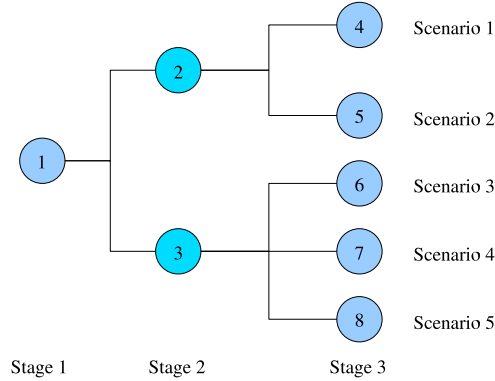 4 Scenario 1
2
5 Scenario 2
1
6 Scenario 3
3 7 Scenario 4
8 Scenario 5
Stage 1 Stage 2 Stage 3